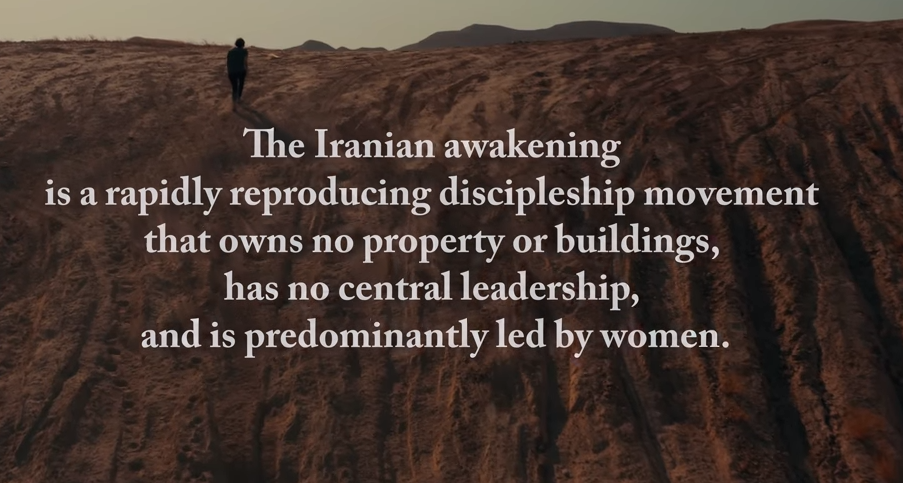 The Iranian awakening
is a rapidly reproducing discipleship movement
that owns no property or buildings,
has no central leadership,
and is predominantly led by women.